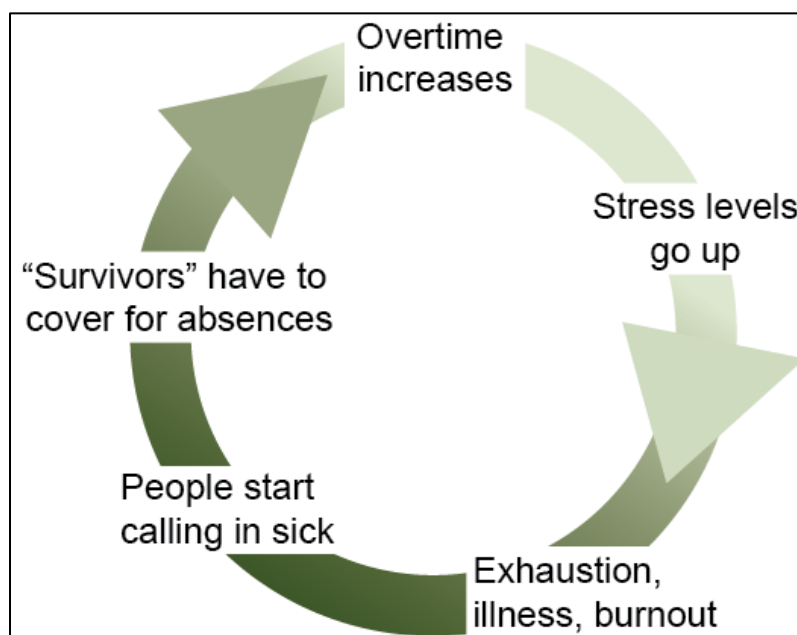 Overtime
increases
Stress levels
go up
Exhaustion,
illness, burnout
People start
calling in sick
“Survivors” have to
cover for absences